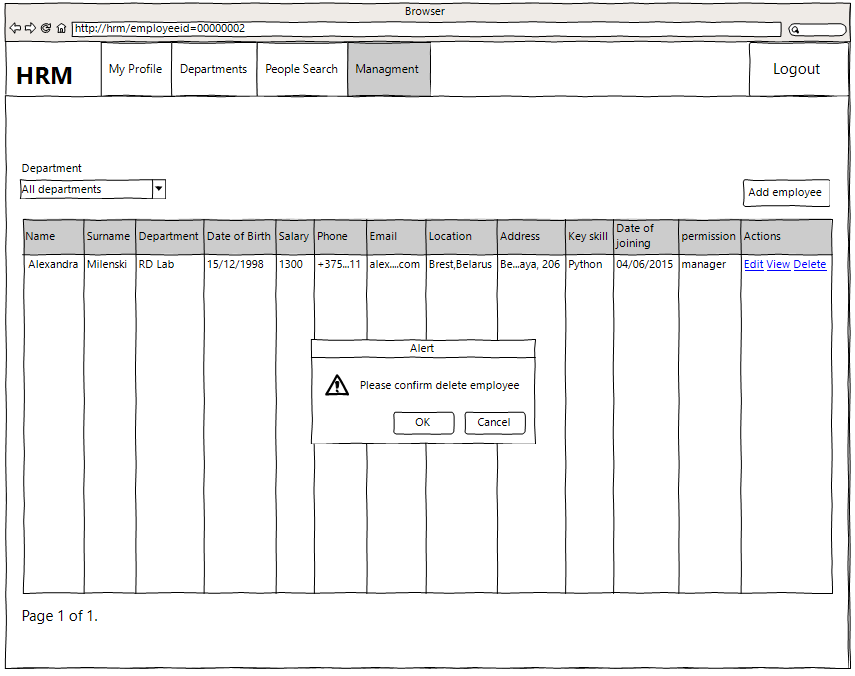 Browser
http://hrm/employeeid=00000002
HRM
My Profile
Departments
People Search
Managment
Logout
Department
All departments
Add employee
Name Surname Department Date of Birth Salary Phone Email Location Address Key skill Date of joining permission Actions
Alexandra Milenski RD Lab 15/12/1998 1300 +375...11 alex....com Brest,Belarus Be...aya, 206 Python 04/06/2015 manager Edit View Delete
Alert
Please confirm delete employee
OK
Cancel
Page 1 of 1.